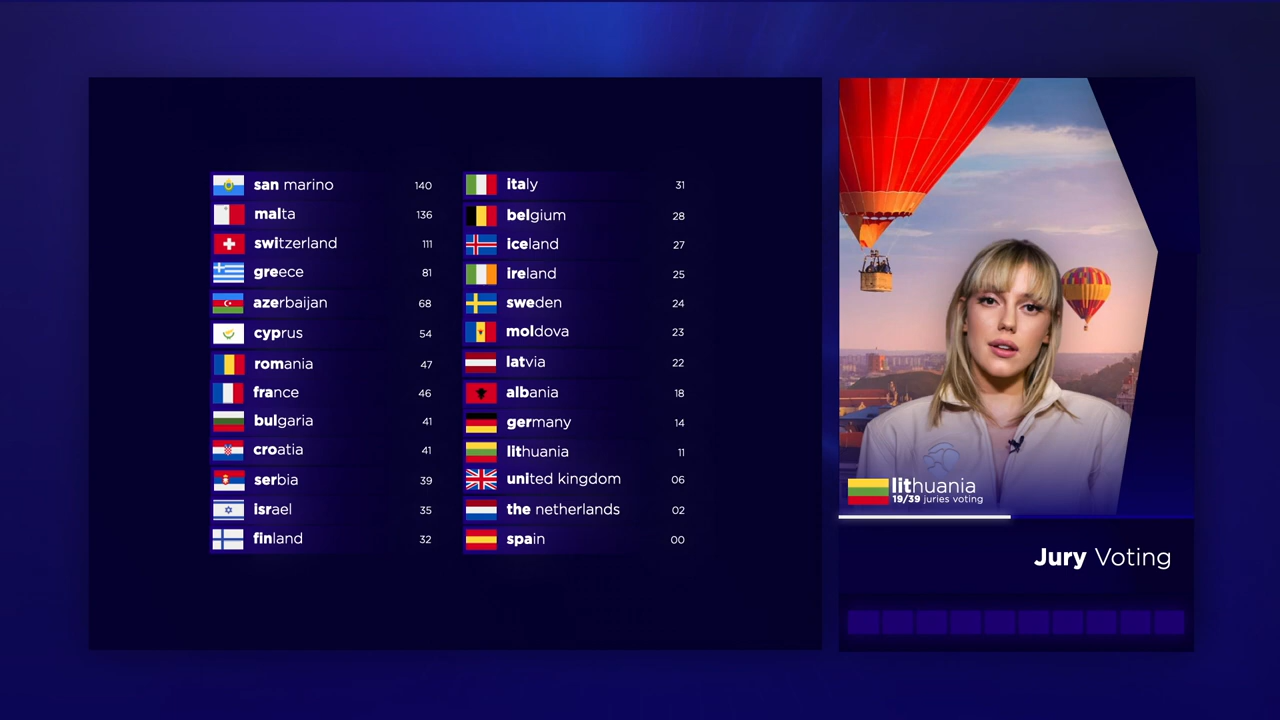 san marino 140
malta 136
switzerland 111
greece 81
azerbaijan 68
cyprus 54
romania 47
france 46
bulgaria 41
croatia 41
serbia 39
israel 35
finland 32
italy 31
belgium 28
iceland 27
ireland 25
sweden 24
moldova 23
latvia 22
albania 18
germany 14
lithuania 11
united kingdom 06
the netherlands 02
spain 00
lithuania
19/39 juries voting
Jury Voting